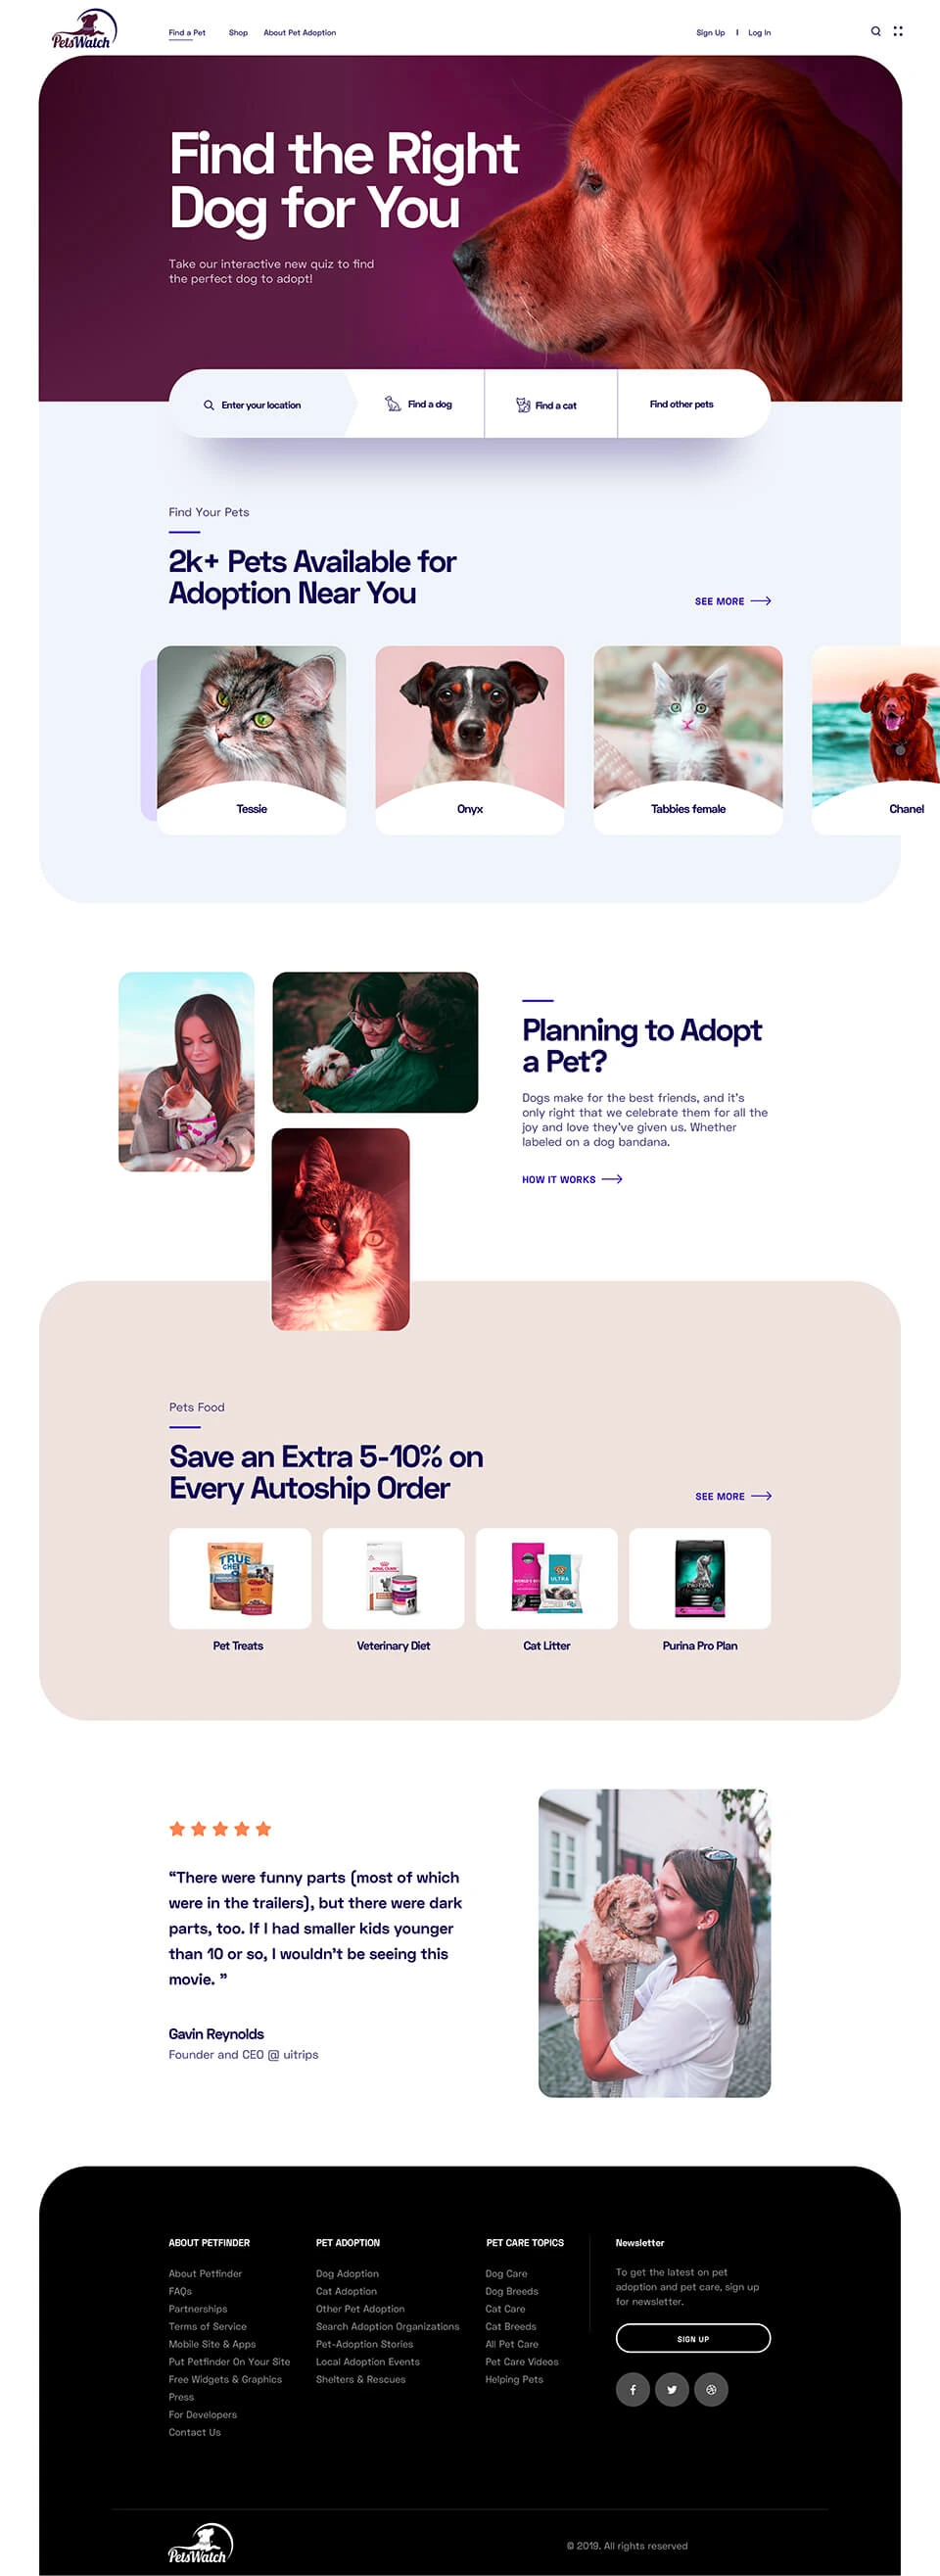 PetsWatch
Find a Pet
Shop
About Pet Adoption
Sign Up
Log In
Find the Right
Dog for You
Take our interactive new quiz to find
the perfect dog to adopt!
Enter your location
Find a dog
Find a cat
Find other pets
Find Your Pets
2k+ Pets Available for
Adoption Near You
SEE MORE
Tessie
Onyx
Tabbies female
Chanel
Planning to Adopt
a Pet?
Dogs make for the best friends, and it's
only right that we celebrate them for all the
joy and love they've given us. Whether
labeled on a dog bandana.
HOW IT WORKS
Pets Food
Save an Extra 5-10% on
Every Autoship Order
SEE MORE
TRUE
ROYAL CANIN
ULTRA
PRO PLAN
Pet Treats
Veterinary Diet
Cat Litter
Purina Pro Plan
“There were funny parts (most of which
were in the trailers), but there were dark
parts, too. If I had smaller kids younger
than 10 or so, I wouldn't be seeing this
movie. ”
Gavin Reynolds
Founder and CEO @ uitrips
ABOUT PETFINDER
About Petfinder
FAQs
Partnerships
Terms of Service
Mobile Site & Apps
Put Petfinder On Your Site
Free Widgets & Graphics
Press
For Developers
Contact Us
PET ADOPTION
Dog Adoption
Cat Adoption
Other Pet Adoption
Search Adoption Organizations
Pet-Adoption Stories
Local Adoption Events
Shelters & Rescues
PET CARE TOPICS
Dog Care
Dog Breeds
Cat Care
Cat Breeds
All Pet Care
Pet Care Videos
Helping Pets
Newsletter
To get the latest on pet
adoption and pet care, sign up
for newsletter.
SIGN UP
PetsWatch
© 2019. All rights reserved